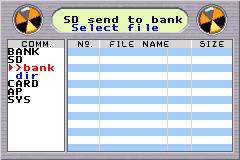 SD send to bank
Select file
COMM. No. FILE NAME SIZE
BANK
SD
>bank
dir
CARD
AP
SYS